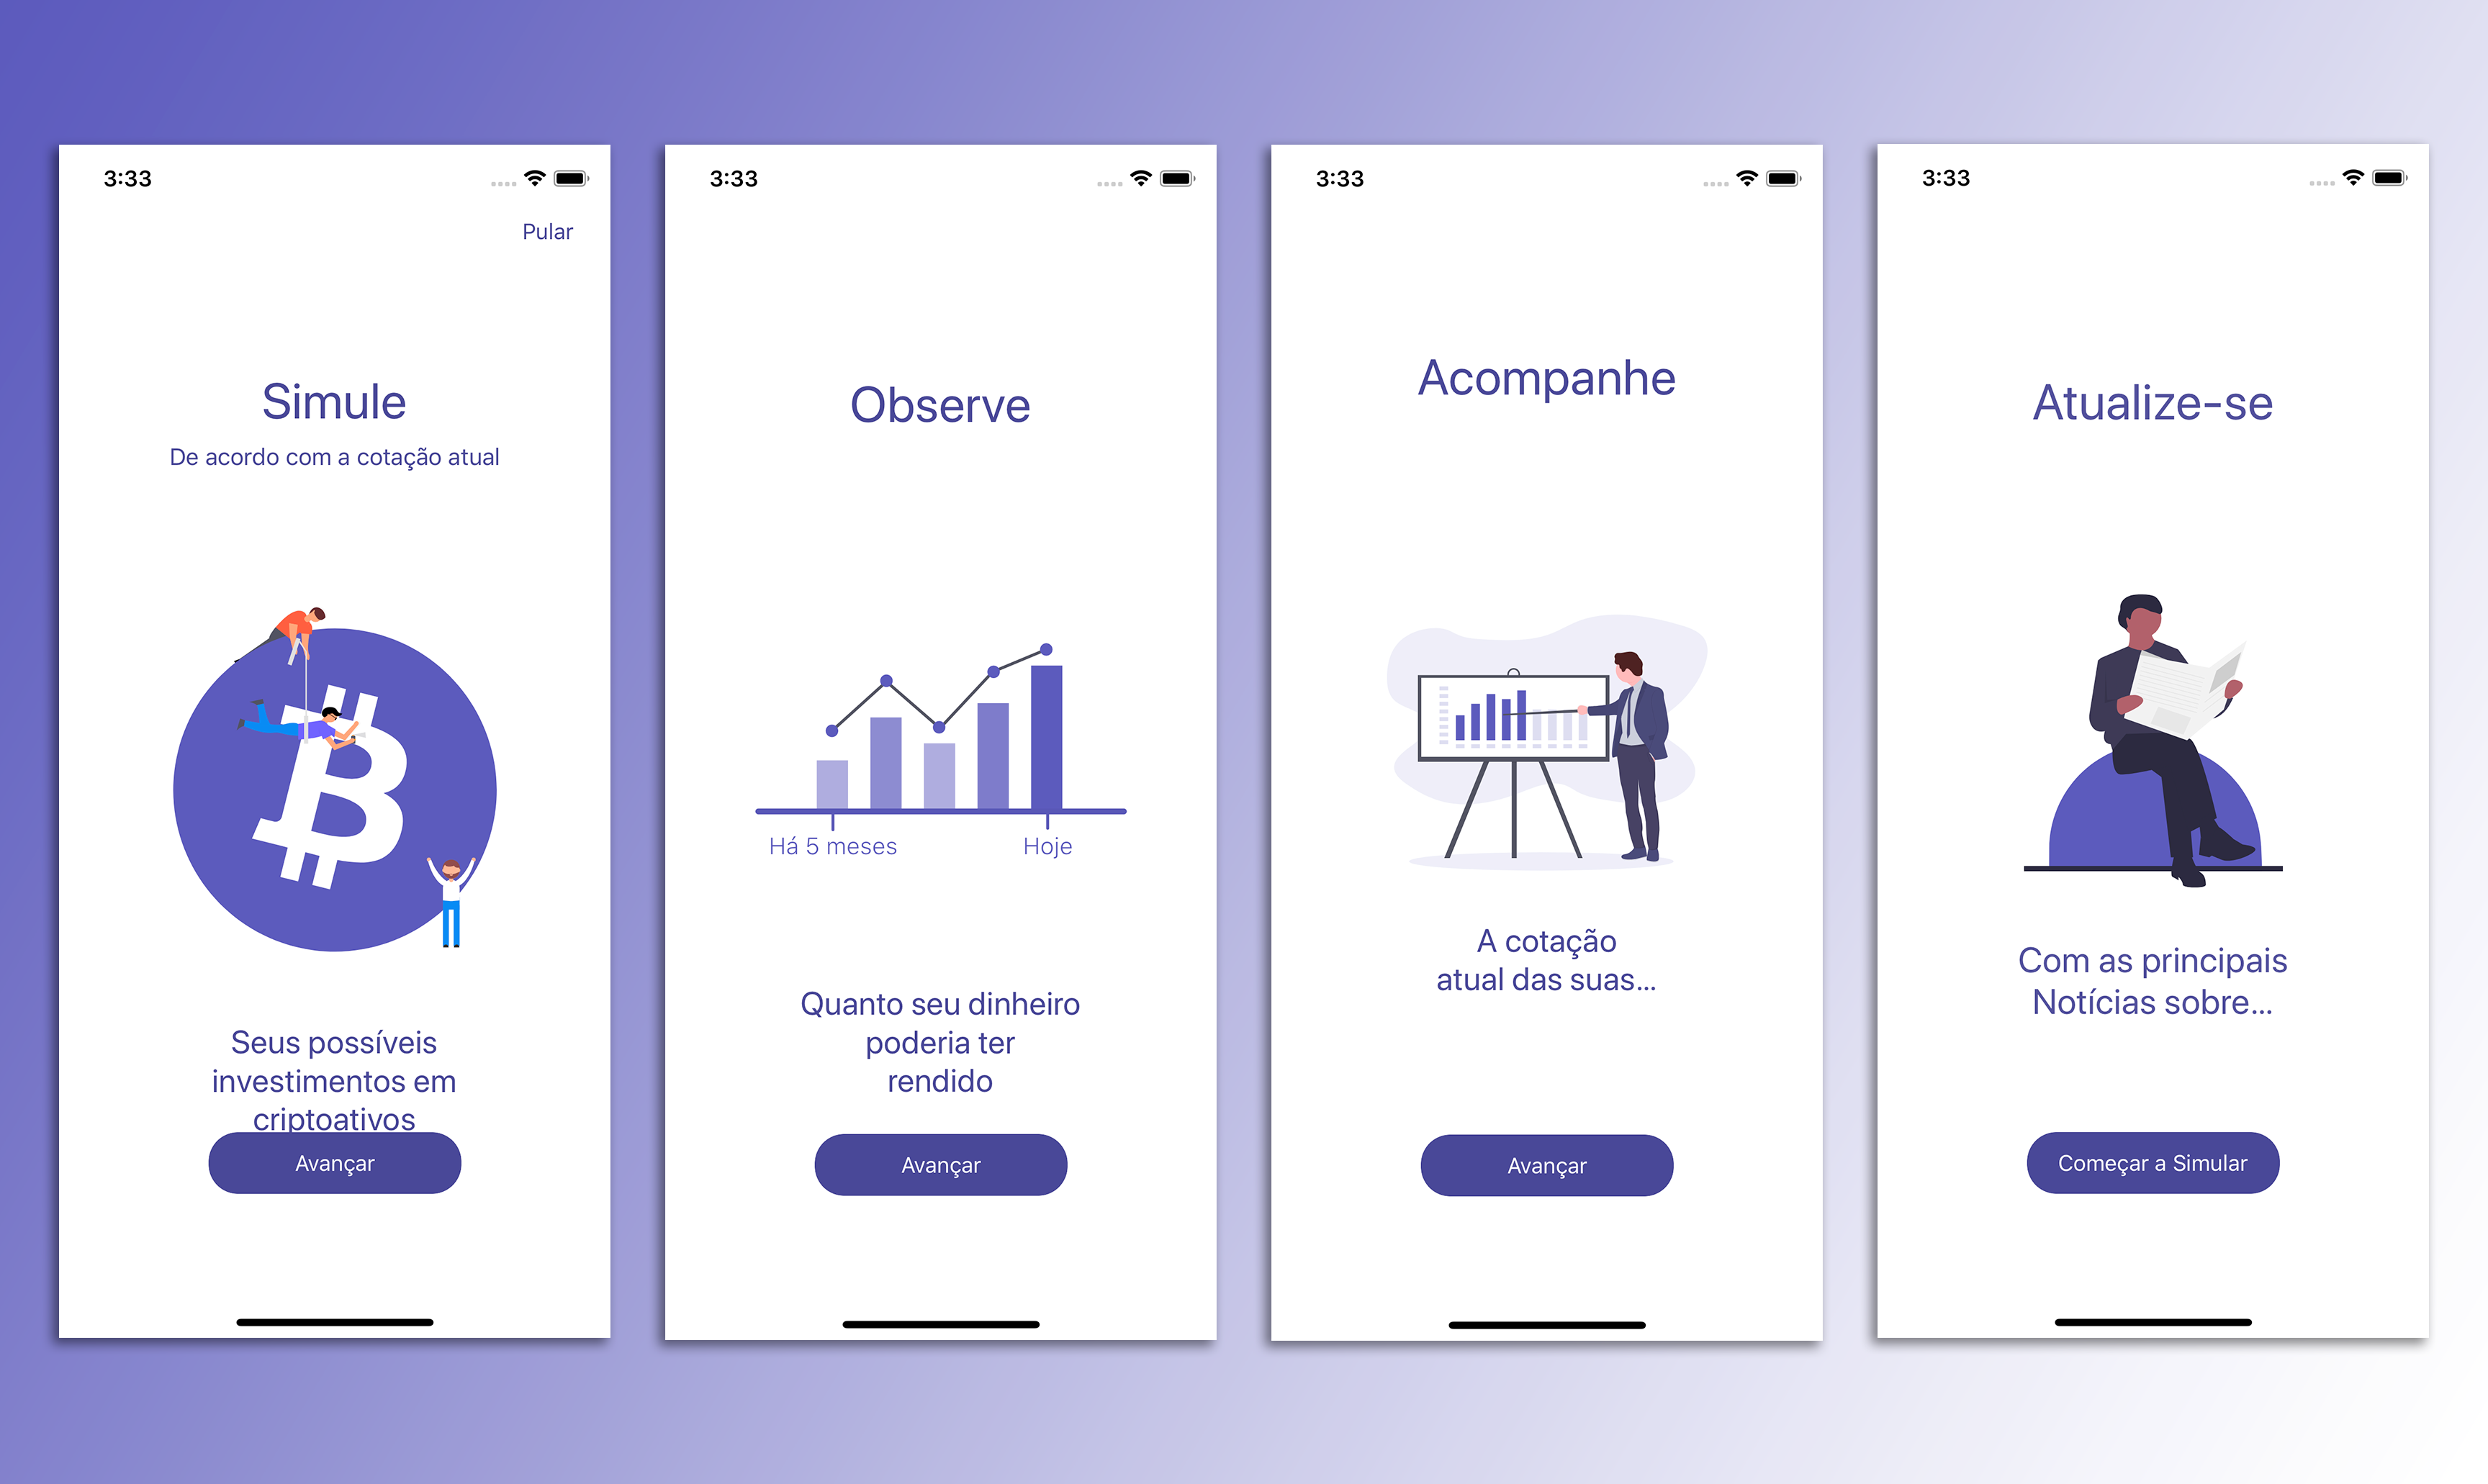 3:33
Pular
Simule
De acordo com a cotação atual
Seus possíveis
investimentos em
criptoativos
Avançar
3:33
Observe
Há 5 meses
Hoje
Quanto seu dinheiro
poderia ter
rendido
Avançar
3:33
Acompanhe
A cotação
atual das suas...
Avançar
3:33
Atualize-se
Com as principais
Notícias sobre...
Começar a Simular